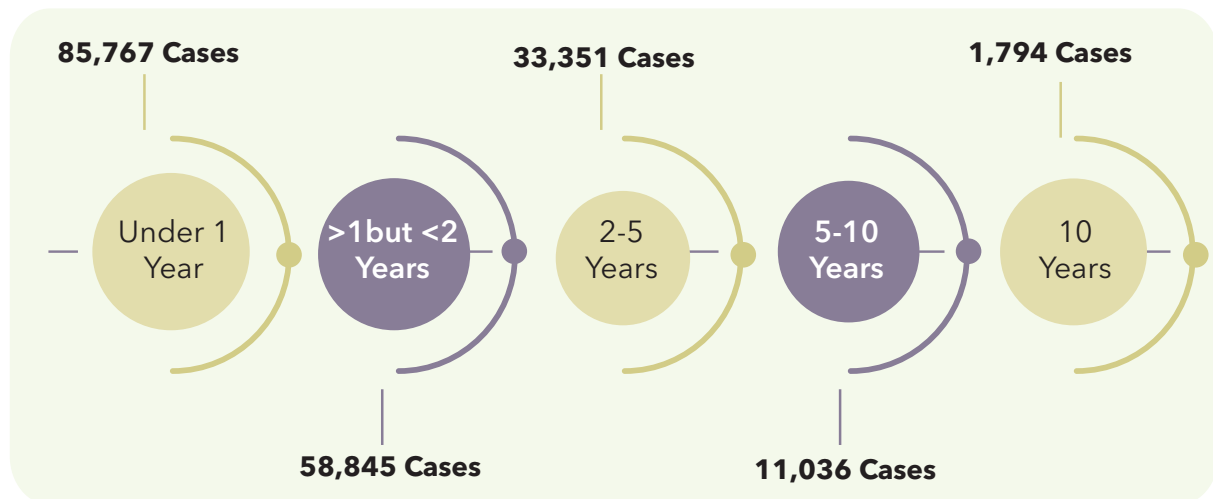 85,767 Cases
33,351 Cases
1,794 Cases
Under 1
Year
>1but <2
Years
2-5
Years
5-10
Years
10
Years
58,845 Cases
11,036 Cases